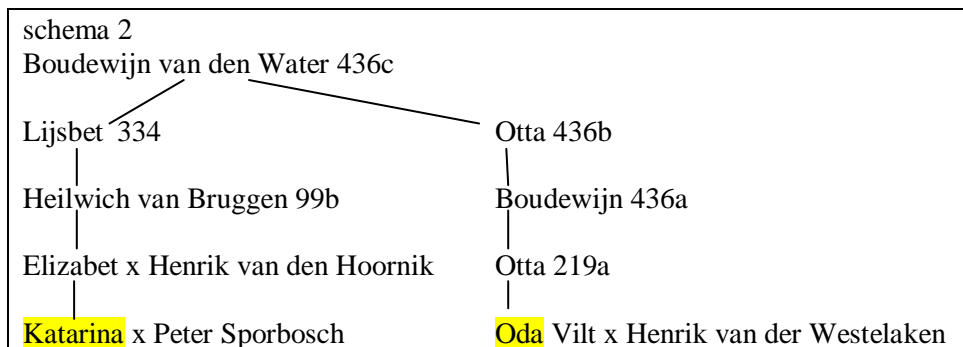 schema 2
Boudewijn van den Water 436c
Lijsbet 334 Otta 436b
Heilwich van Bruggen 99b Boudewijn 436a
Elizabet x Henrik van den Hoornik Otta 219a
Katarina x Peter Sporbosch Oda Vilt x Henrik van der Westelaken